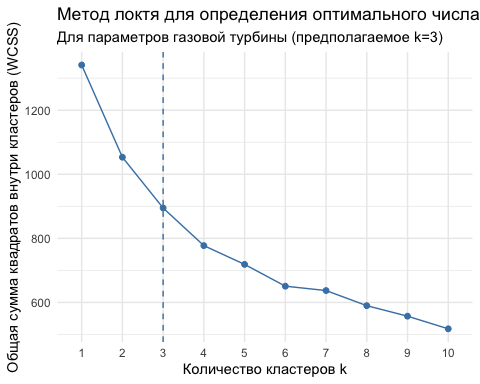 Метод локтя для определения оптимального числа
Для параметров газовой турбины (предполагаемое k=3)
Общая сумма квадратов внутри кластеров (WCSS)
1200
1000
800
600
1 2 3 4 5 6 7 8 9 10
Количество кластеров k